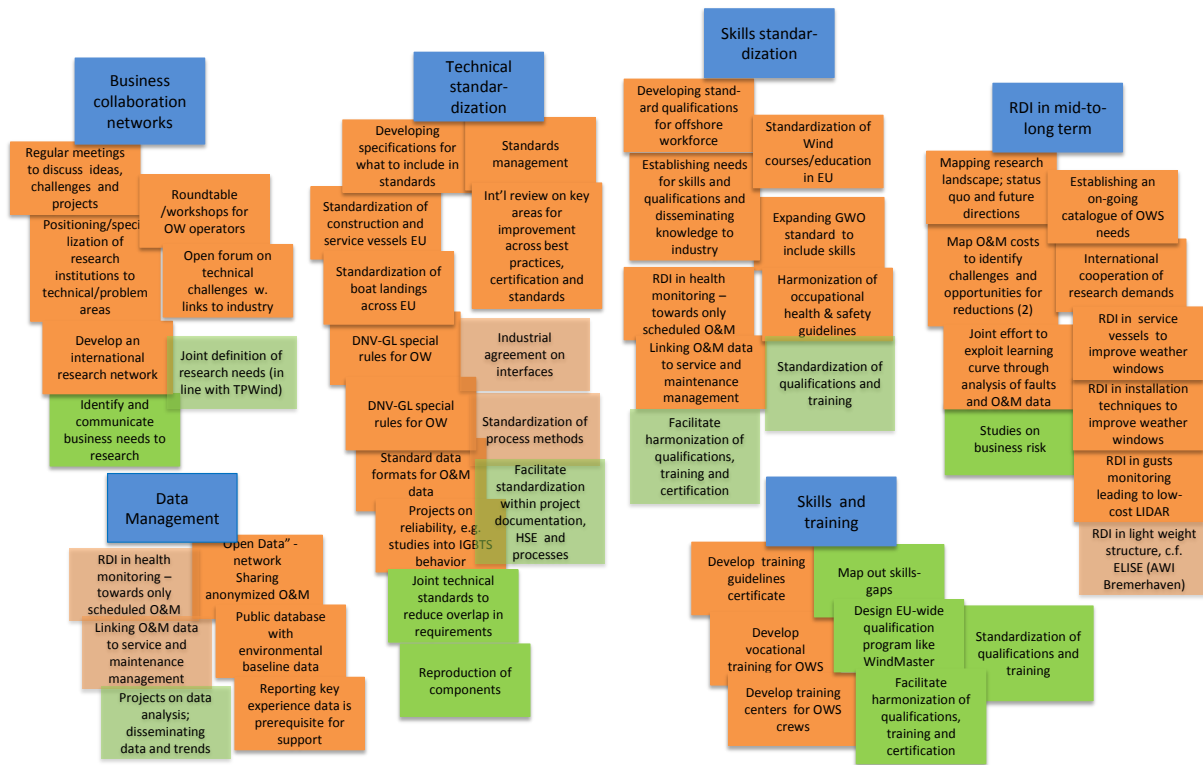 Business
collaboration
networks
Regular meetings
to discuss ideas,
challenges and
projects
Roundtable
/workshops for
OW operators
Positioning/speci
lization of
research
institutions to
technical/problem
areas
Open forum on
technical
challenges w.
links to industry
Develop an
international
research network
Joint definition of
research needs (in
line with TPWind)
Identify and
communicate
business needs to
research
Data
Management
RDI in health
monitoring –
towards only
scheduled O&M
Open Data" -
network
Sharing
anonymized O&M
Linking O&M data
to service and
maintenance
management
Public database
with
environmental
baseline data
Projects on data
analysis;
disseminating
data and trends
Reporting key
experience data is
prerequisite for
support
Technical
standar-
dization
Developing
specifications for
what to include in
standards
Standards
management
Standardization of
construction and
service vessels EU
Int'l review on key
areas for
improvement
across best
practices,
certification and
standards
Standardization of
boat landings
across EU
DNV-GL special
rules for OW
Industrial
agreement on
interfaces
DNV-GL special
rules for OW
Standardization of
process methods
Standard data
formats for O&M
data
Facilitate
standardization
within project
documentation,
HSE and
processes
Projects on
reliability, e.g.
studies into IGBTS
behavior
Joint technical
standards to
reduce overlap in
requirements
Reproduction of
components
Skills standar-
dization
Developing stand-
ard qualifications
for offshore
workforce
Standardization of
Wind
courses/education
in EU
Establishing needs
for skills and
qualifications and
disseminating
knowledge to
industry
Expanding GWO
standard to
include skills
RDI in health
monitoring –
towards only
scheduled O&M
Harmonization of
occupational
health & safety
guidelines
Linking O&M data
to service and
maintenance
management
Standardization of
qualifications and
training
Facilitate
harmonization of
qualifications,
training and
certification
Skills and
training
Develop training
guidelines
certificate
Map out skills-
gaps
Develop
vocational
training for OWS
Design EU-wide
qualification
program like
WindMaster
Standardization of
qualifications and
training
Develop training
centers for OWS
crews
Facilitate
harmonization of
qualifications,
training and
certification
RDI in mid-to-
long term
Mapping research
landscape; status
quo and future
directions
Establishing an
on-going
catalogue of OWS
needs
Map O&M costs
to identify
challenges and
opportunities for
reductions (2)
International
cooperation of
research demands
Joint effort to
exploit learning
curve through
analysis of faults
and O&M data
RDI in service
vessels to
improve weather
windows
RDI in installation
techniques to
improve weather
windows
Studies on
business risk
RDI in gusts
monitoring
leading to low-
cost LIDAR
RDI in light weight
structure, c.f.
ELISE (AWI
Bremerhaven)